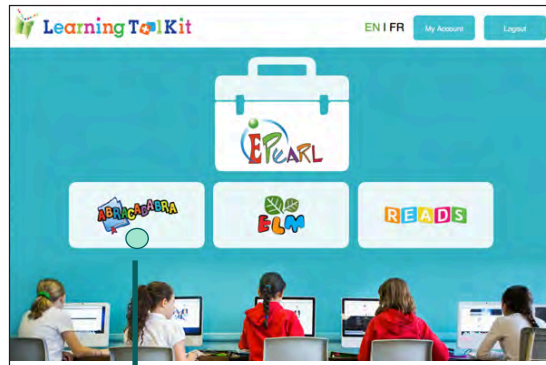 Learning ToolKit
EN I FR
My Account
Logout
EPEARL
ABRACADABRA
ELM
READS